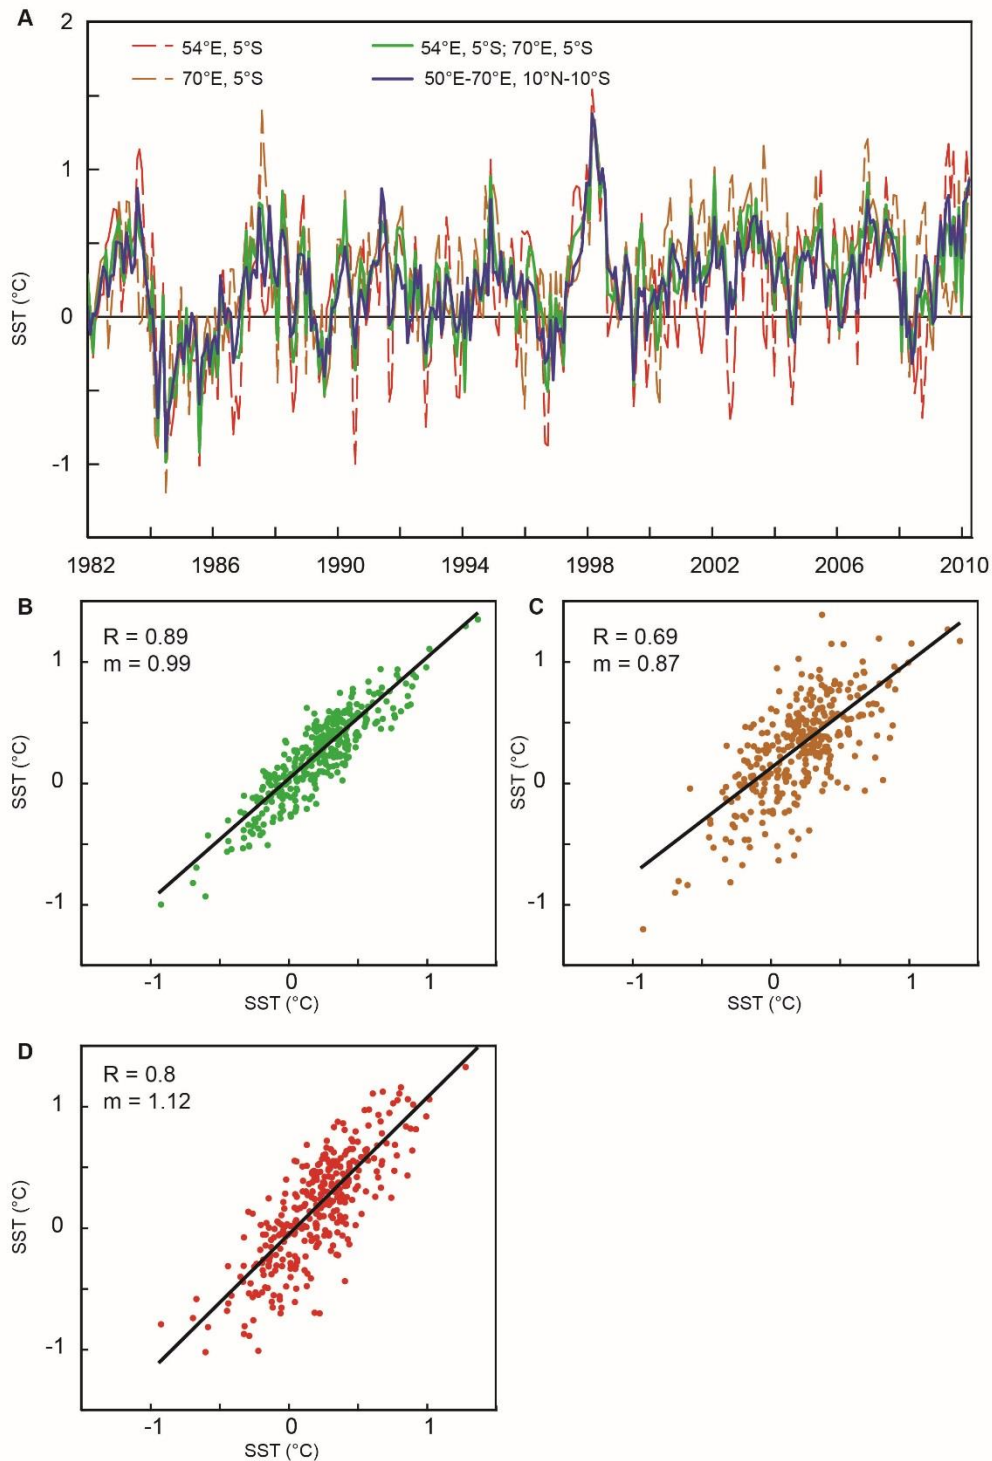 A
2
54°E, 5°S
54°E, 5°S; 70°E, 5°S
70°E, 5°S
50°E-70°E, 10°N-10°S
1
SST (°C)
0
-1
1982 1986 1990 1994 1998 2002 2006 2010
B
R = 0.89
m = 0.99
1
SST (°C)
0
-1
-1 0 1
SST (°C)
C
R = 0.69
m = 0.87
1
SST (°C)
0
-1
-1 0 1
SST (°C)
D
R = 0.8
m = 1.12
1
SST (°C)
0
-1
-1 0 1
SST (°C)